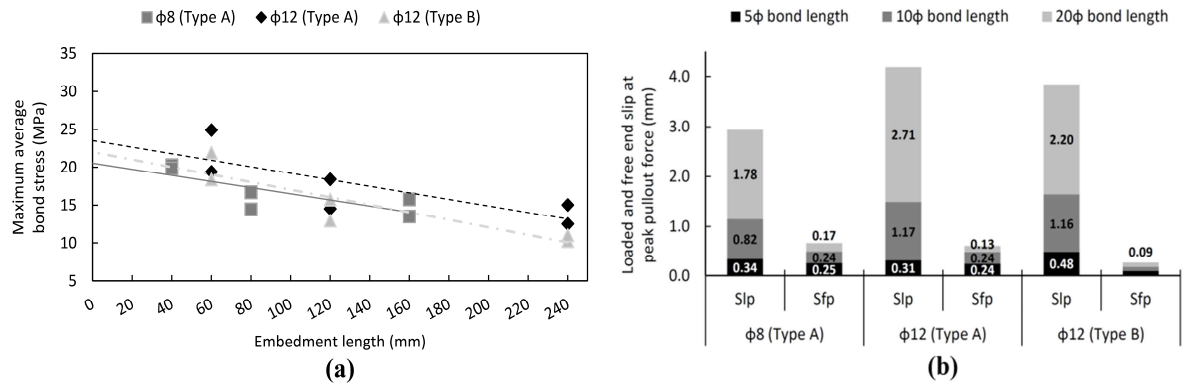 ϕ8 (Type A) ϕ12 (Type A) ϕ12 (Type B)
35
30
25
20
15
10
5
Maximum average
bond stress (MPa)
0 20 40 60 80 100 120 140 160 180 200 220 240
Embedment length (mm)
(a)
5ϕ bond length 10ϕ bond length 20ϕ bond length
Loaded and free end slip at
peak pullout force (mm)
4.0
3.0
2.0
1.0
0.0
1.78
0.82
0.34
0.17
0.24
0.25
2.71
1.17
0.31
0.13
0.24
0.24
2.20
1.16
0.48
0.09
Slp Sfp Slp Sfp Slp Sfp
ϕ8 (Type A) ϕ12 (Type A) ϕ12 (Type B)
(b)